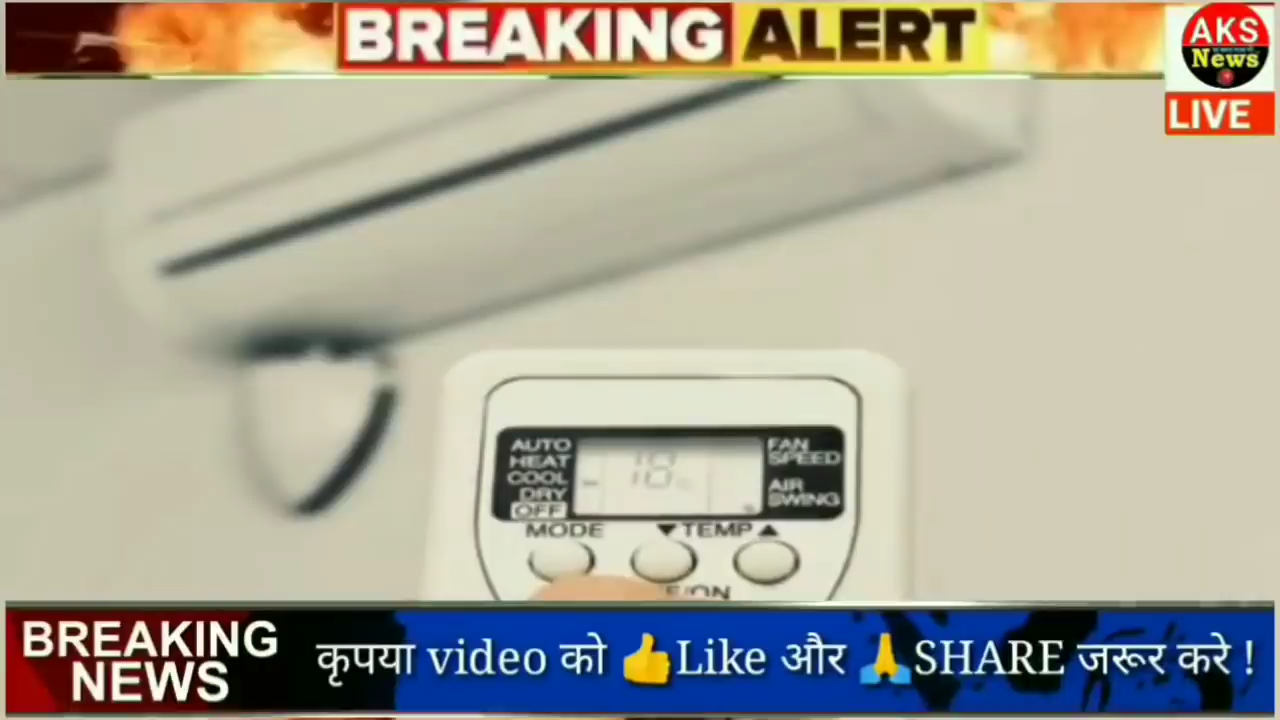 BREAKING ALERT
AKS
News
LIVE
AUTO
HEAT
COOL
DRY
OFF
FAN
SPEED
AIR
SWING
MODE
▼TEMP▲
/ON
BREAKING
NEWS
कृपया video को 👍Like और 🙏SHARE जरूर करे !